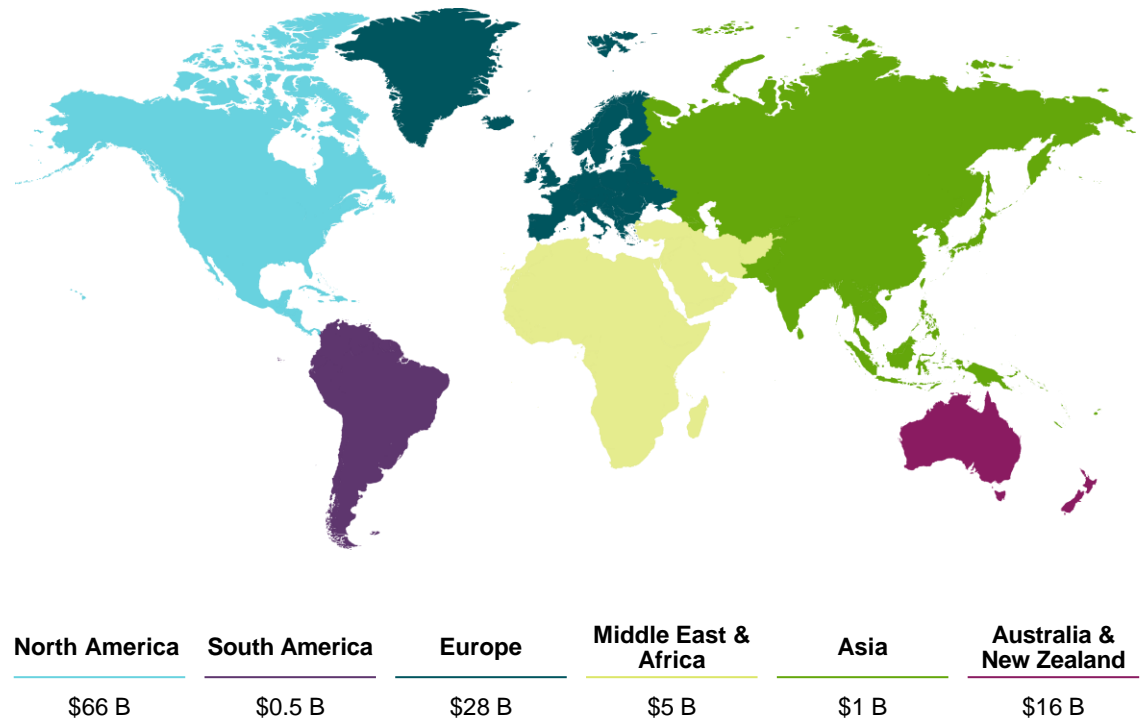 North America
South America
Europe
Middle East &
Africa
Asia
Australia &
New Zealand
$66 B
$0.5 B
$28 B
$5 B
$1 B
$16 B